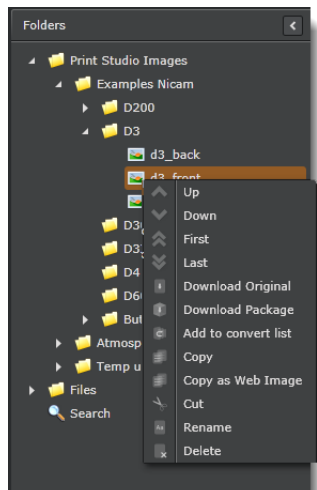 Folders
Print Studio Images
Examples Nicam
D200
D3
d3_back
d3_front
Up
Down
First
Last
Download Original
Download Package
Add to convert list
Copy
Copy as Web Image
Cut
Rename
Delete
D4
Files
Search